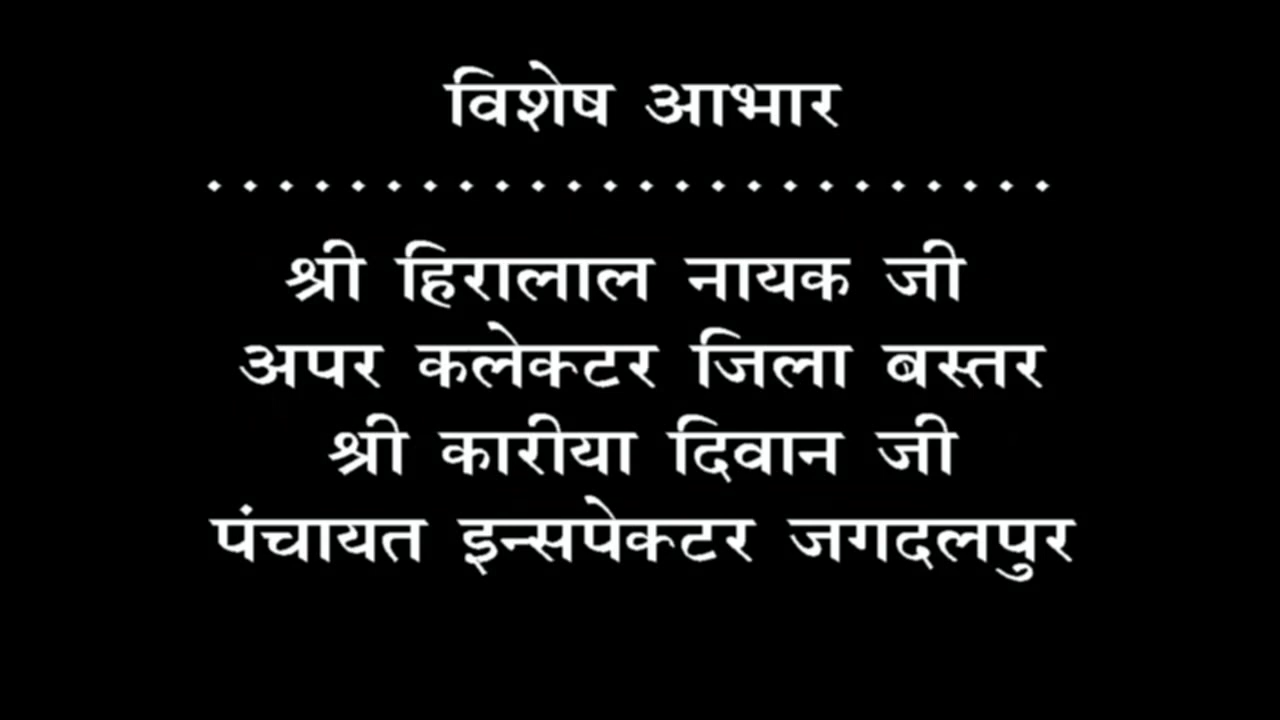 विशेष आभार
श्री हिरालाल नायक जी
अपर कलेक्टर जिला बस्तर
श्री कारीया दिवान जी
पंचायत इन्सपेक्टर जगदलपुर